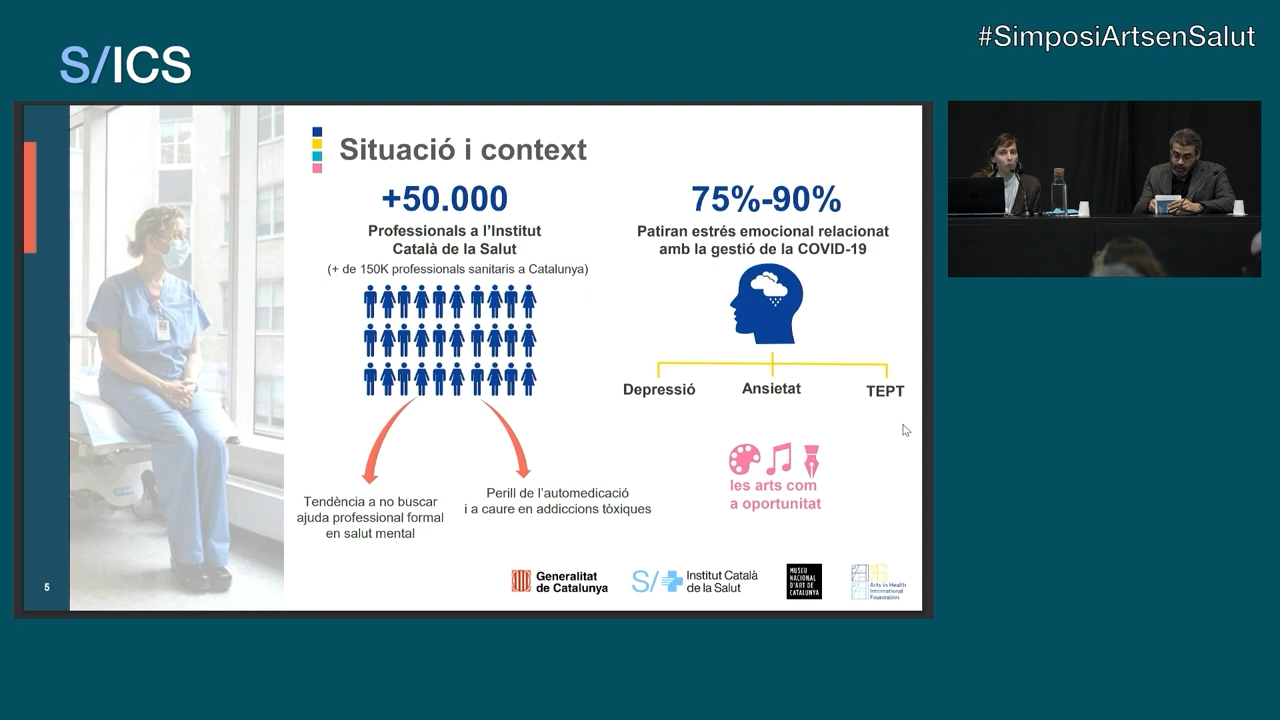 #SimposiArtsenSalut
S/ICS
Situació i context
+50.000
Professionals a l'Institut
Català de la Salut
(+ de 150K professionals sanitaris a Catalunya)
Tendència a no buscar
ajuda professional formal
en salut mental
Perill de l'automedicació
i a caure en addiccions tòxiques
75%-90%
Patiran estrés emocional relacionat
amb la gestió de la COVID-19
Depressió
Ansietat
TEPT
les arts com
a oportunitat
5
Generalitat
de Catalunya
S/
Institut Català
de la Salut
MUSEU
NACIONAL
D'ART DE
CATALUNYA
Arts in Health
International
Foundation